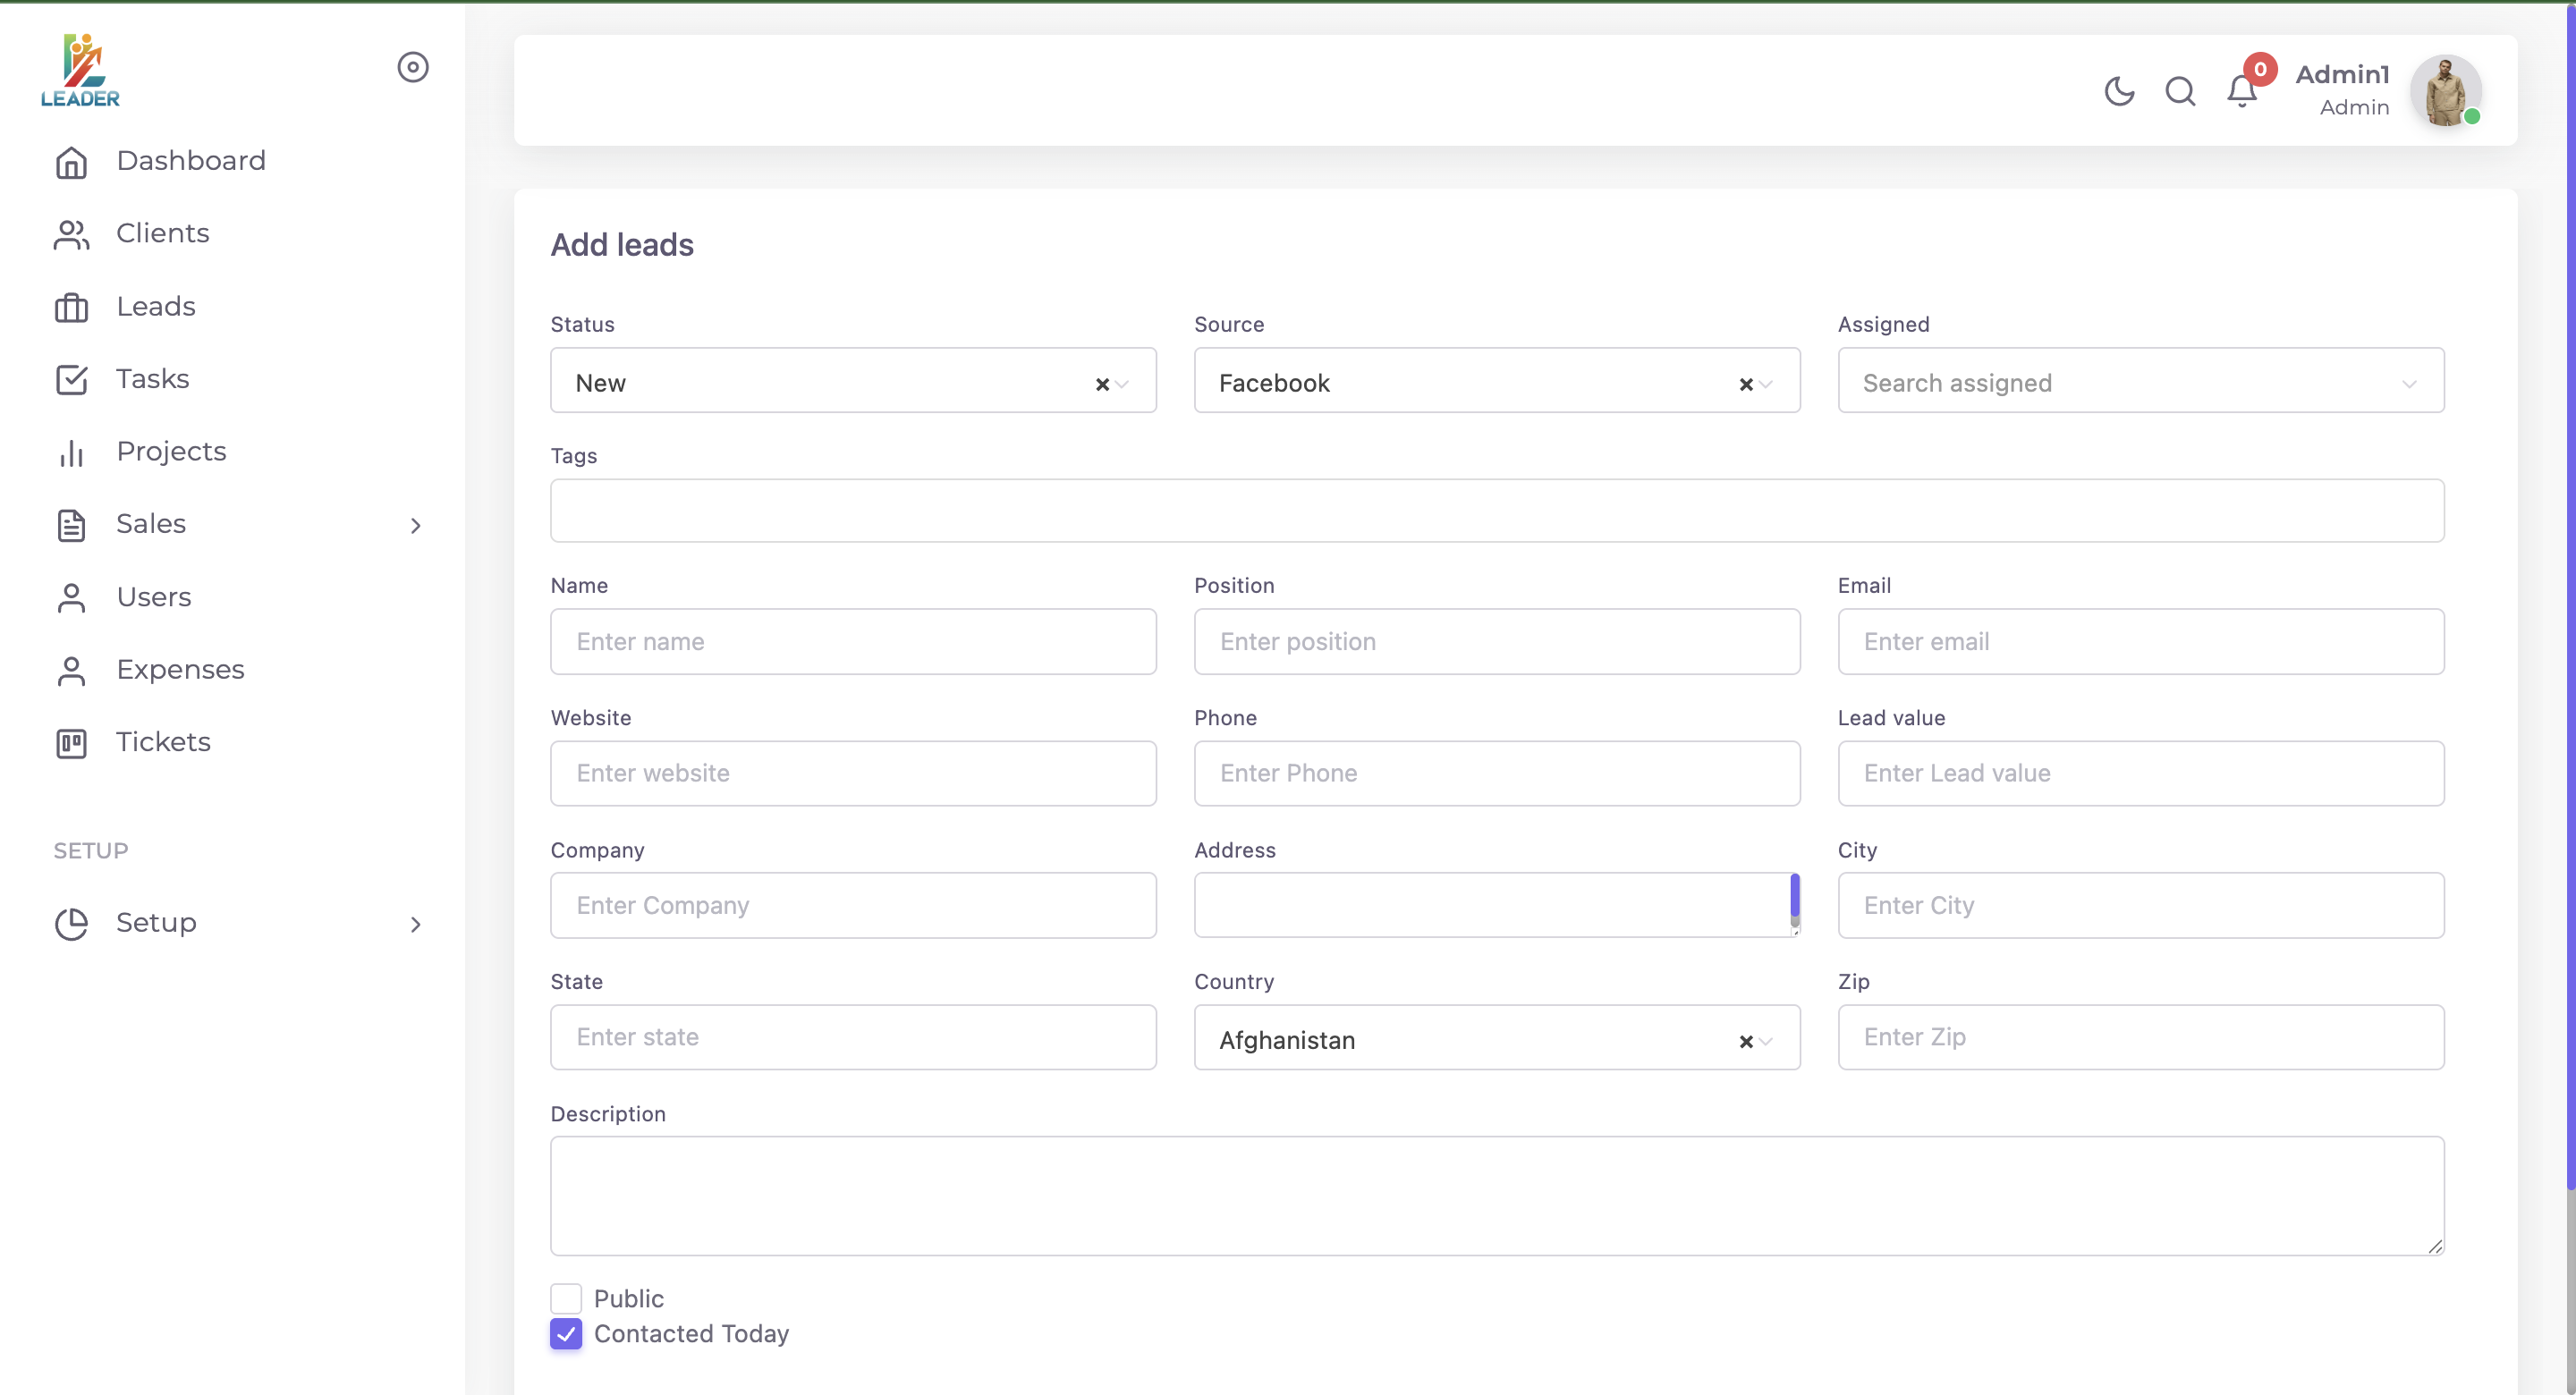 LEADER
Dashboard
Clients
Leads
Tasks
Projects
Sales
Users
Expenses
Tickets
SETUP
Setup
0
Admin1
Admin
Add leads
Status
Source
Assigned
New
Facebook
Search assigned
Tags
Name
Position
Email
Enter name
Enter position
Enter email
Website
Phone
Lead value
Enter website
Enter Phone
Enter Lead value
Company
Address
City
Enter Company
Enter City
State
Country
Zip
Enter state
Afghanistan
Enter Zip
Description
Public
Contacted Today